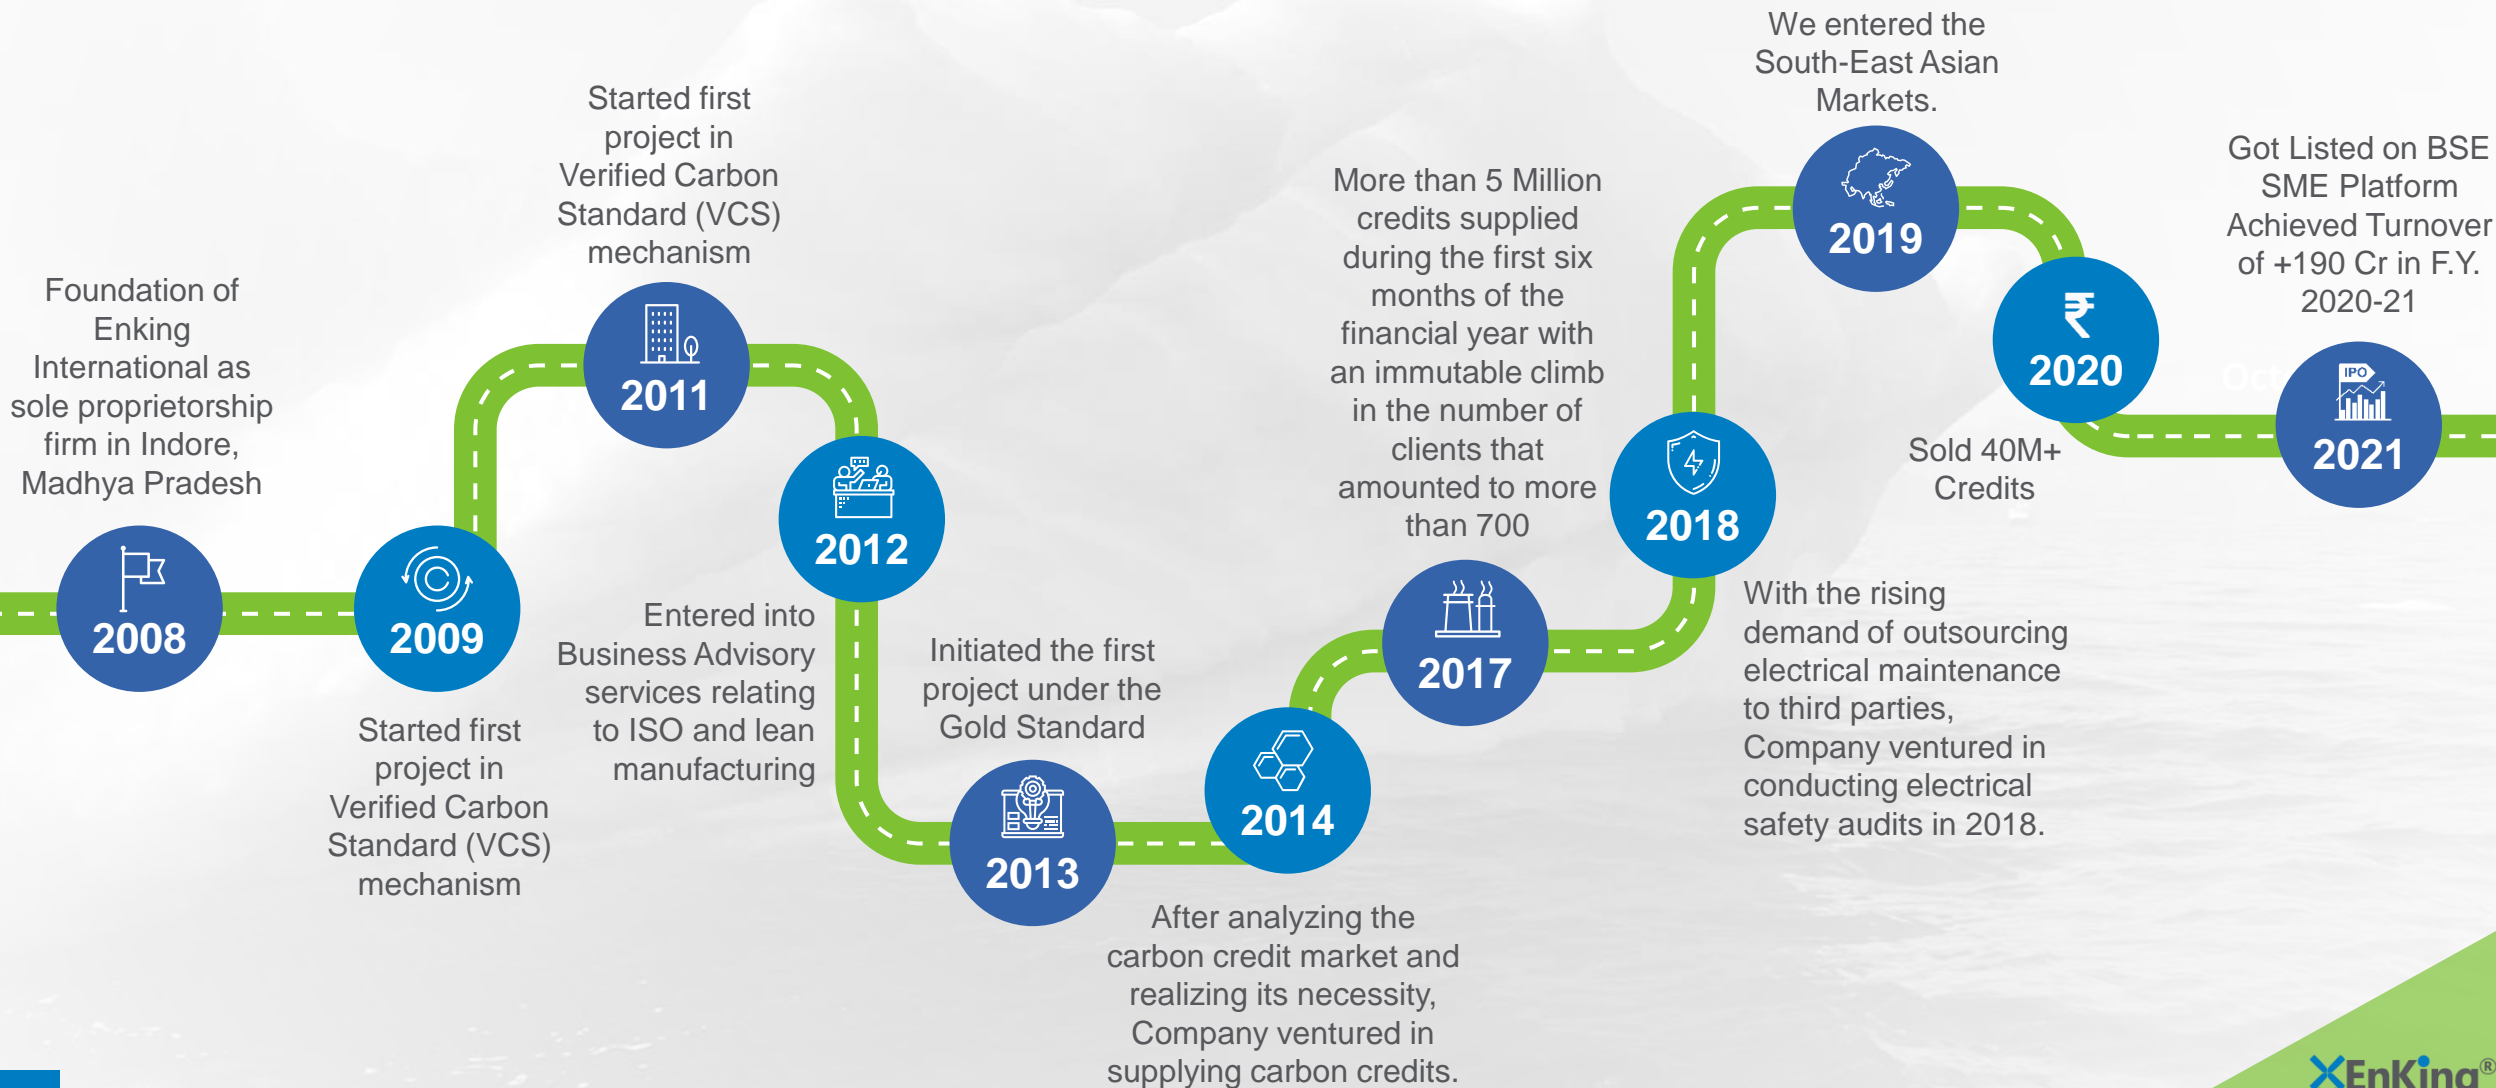 Foundation of
Enking
International as
sole proprietorship
firm in Indore,
Madhya Pradesh
2008
2009
Started first
project in
Verified Carbon
Standard (VCS)
mechanism
Started first
project in
Verified Carbon
Standard (VCS)
mechanism
2011
2012
Entered into
Business Advisory
services relating
to ISO and lean
manufacturing
Initiated the first
project under the
Gold Standard
2013
2014
After analyzing the
carbon credit market and
realizing its necessity,
Company ventured in
supplying carbon credits.
More than 5 Million
credits supplied
during the first six
months of the
financial year with
an immutable climb
in the number of
clients that
amounted to more
than 700
2017
2018
With the rising
demand of outsourcing
electrical maintenance
to third parties,
Company ventured in
conducting electrical
safety audits in 2018.
We entered the
South-East Asian
Markets.
2019
₹
2020
Sold 40M+
Credits
Got Listed on BSE
SME Platform
Achieved Turnover
of +190 Cr in F.Y.
2020-21
Oct
IPO
2021
EnKing®